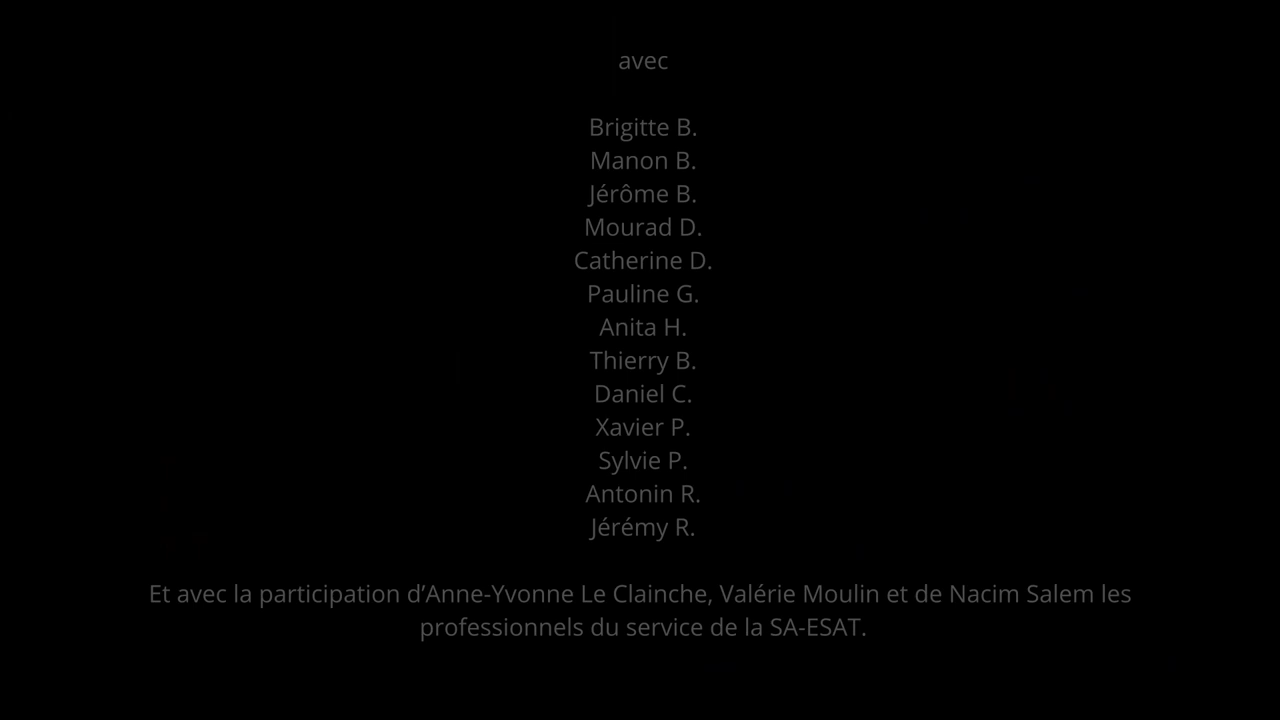 avec
Brigitte B.
Manon B.
Jérôme B.
Mourad D.
Catherine D.
Pauline G.
Anita H.
Thierry B.
Daniel C.
Xavier P.
Sylvie P.
Antonin R.
Jérémy R.
Et avec la participation d’Anne-Yvonne Le Clainche, Valérie Moulin et de Nacim Salem les
professionnels du service de la SA-ESAT.